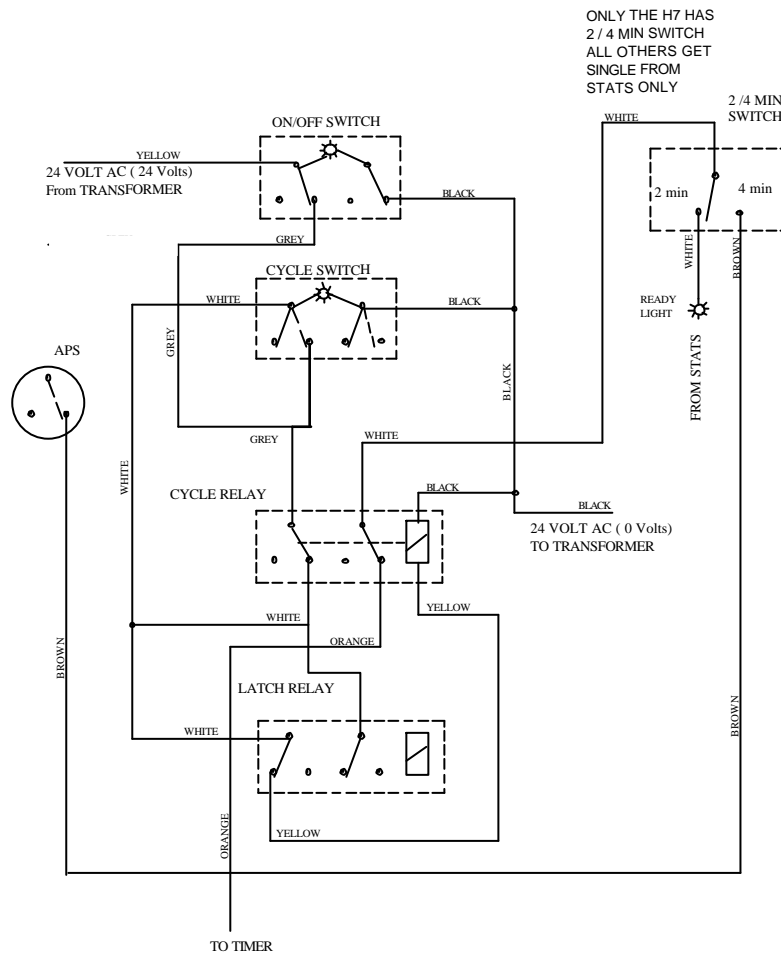 ONLY THE H7 HAS
2 / 4 MIN SWITCH
ALL OTHERS GET
SINGLE FROM
STATS ONLY
2 /4 MIN
SWITCH
WHITE
ON/OFF SWITCH
YELLOW
24 VOLT AC ( 24 Volts)
From TRANSFORMER
BLACK
2 min
4 min
GREY
WHITE
BROWN
CYCLE SWITCH
WHITE
BLACK
READY
LIGHT
FROM STATS
GREY
APS
BLACK
GREY
WHITE
WHITE
CYCLE RELAY
BLACK
BLACK
24 VOLT AC ( 0 Volts)
TO TRANSFORMER
YELLOW
WHITE
ORANGE
BROWN
LATCH RELAY
BROWN
WHITE
YELLOW
ORANGE
TO TIMER